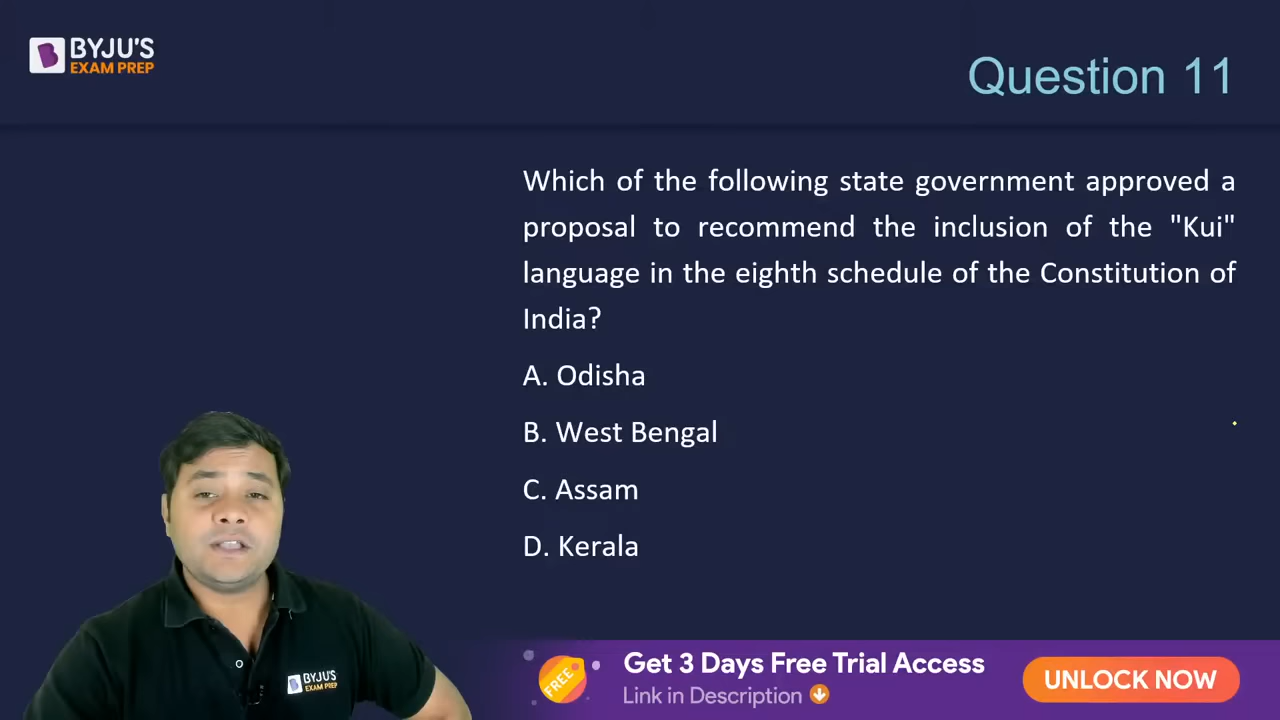 BYJU'S
EXAM PREP
Question 11
Which of the following state government approved a
proposal to recommend the inclusion of the "Kui"
language in the eighth schedule of the Constitution of
India?
A. Odisha
B. West Bengal
C. Assam
D. Kerala
BYJU'S
EXAM PREP
FREE
Get 3 Days Free Trial Access
Link in Description
UNLOCK NOW